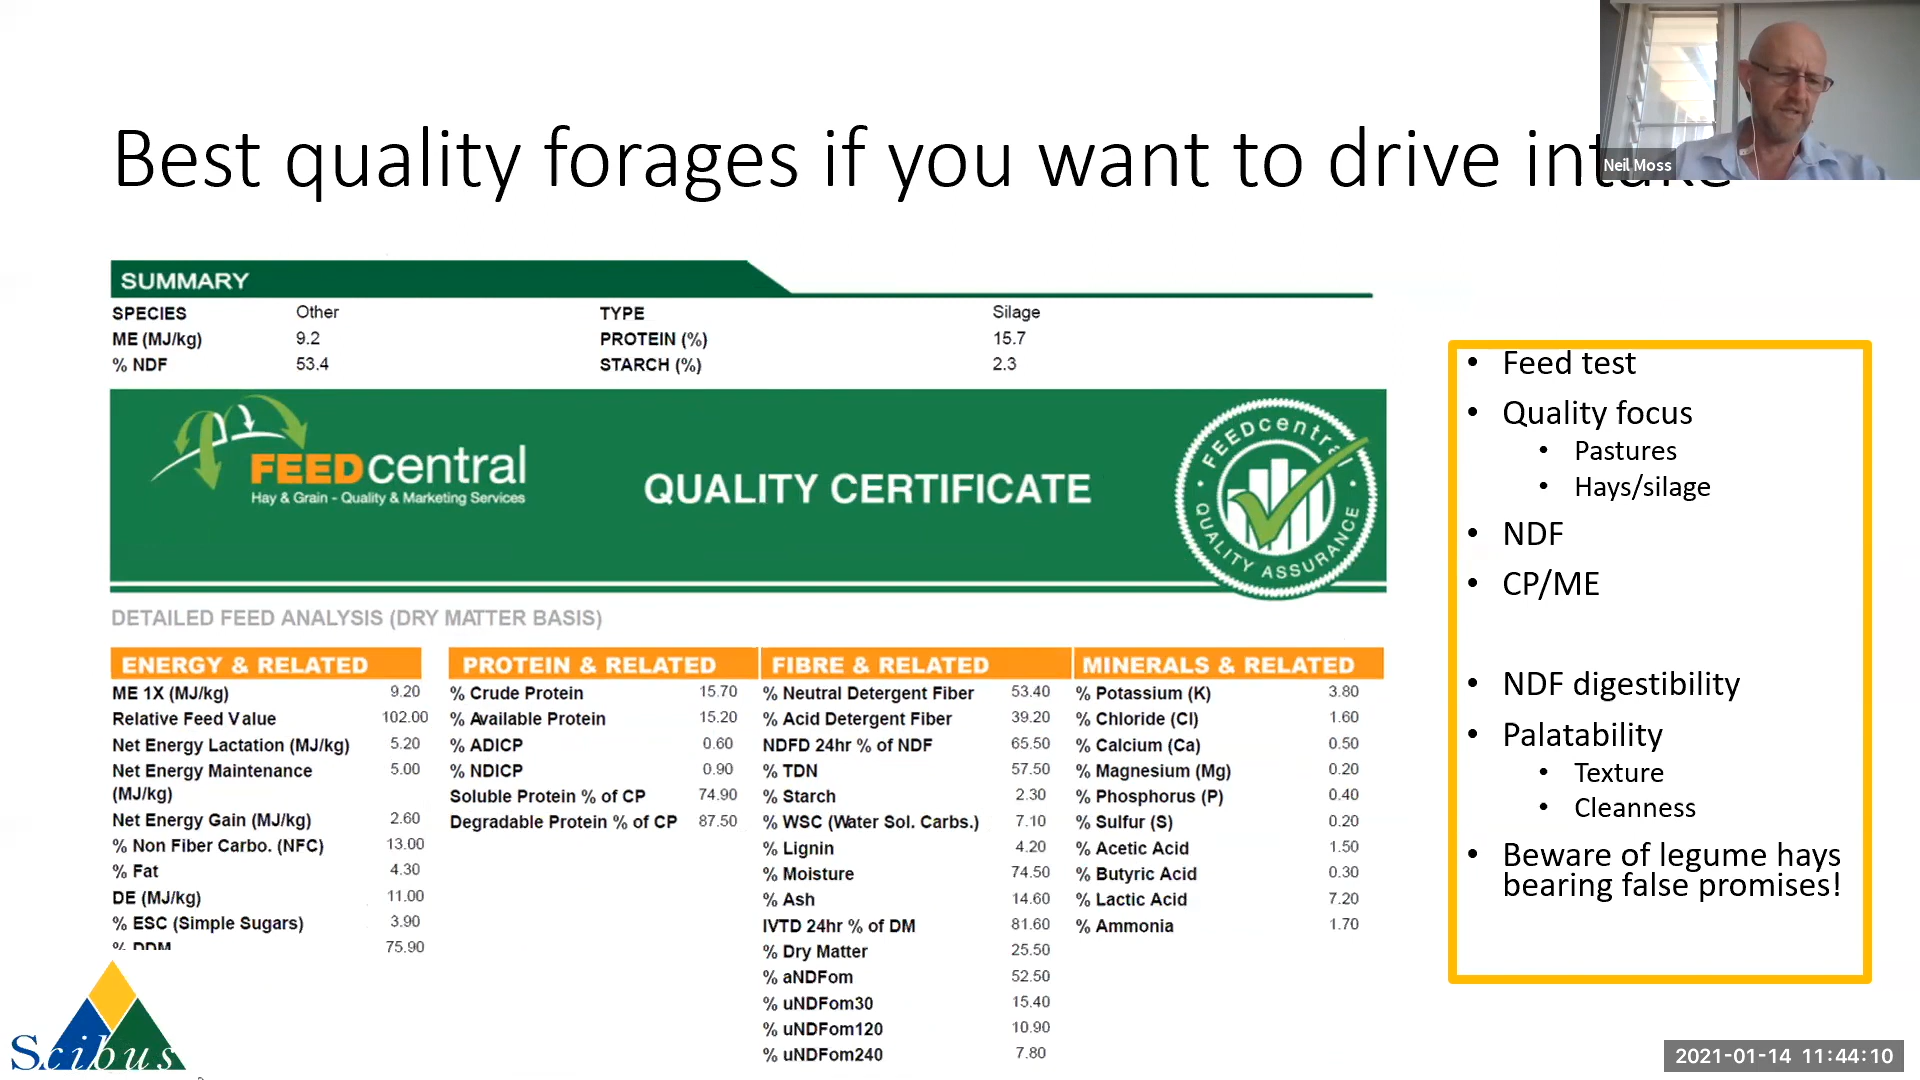 Neil Moss
Best quality forages if you want to drive intake
SUMMARY
SPECIES Other TYPE Silage
ME (MJ/kg) 9.2 PROTEIN (%) 15.7
% NDF 53.4 STARCH (%) 2.3
FEEDcentral
Hay & Grain - Quality & Marketing Services
QUALITY CERTIFICATE
FEEDcentral
QUALITY ASSURANCE
DETAILED FEED ANALYSIS (DRY MATTER BASIS)
ENERGY & RELATED
ME 1X (MJ/kg) 9.20
Relative Feed Value 102.00
Net Energy Lactation (MJ/kg) 5.20
Net Energy Maintenance 5.00
(MJ/kg)
Net Energy Gain (MJ/kg) 2.60
% Non Fiber Carbo. (NFC) 13.00
% Fat 4.30
DE (MJ/kg) 11.00
% ESC (Simple Sugars) 3.90
% DDM 75.90
PROTEIN & RELATED
% Crude Protein 15.70
% Available Protein 15.20
% ADICP 0.60
% NDICP 0.90
Soluble Protein % of CP 74.90
Degradable Protein % of CP 87.50
FIBRE & RELATED
% Neutral Detergent Fiber 53.40
% Acid Detergent Fiber 39.20
NDFD 24hr % of NDF 65.50
% TDN 57.50
% Starch 2.30
% WSC (Water Sol. Carbs.) 7.10
% Lignin 4.20
% Moisture 74.50
% Ash 14.60
IVTD 24hr % of DM 81.60
% Dry Matter 25.50
% aNDFom 52.50
% uNDFom30 15.40
% uNDFom120 10.90
% uNDFom240 7.80
MINERALS & RELATED
% Potassium (K) 3.80
% Chloride (Cl) 1.60
% Calcium (Ca) 0.50
% Magnesium (Mg) 0.20
% Phosphorus (P) 0.40
% Sulfur (S) 0.20
% Acetic Acid 1.50
% Butyric Acid 0.30
% Lactic Acid 7.20
% Ammonia 1.70
• Feed test
• Quality focus
• Pastures
• Hays/silage
• NDF
• CP/ME
• NDF digestibility
• Palatability
• Texture
• Cleanness
• Beware of legume hays
bearing false promises!
Scibus
2021-01-14 11:44:10